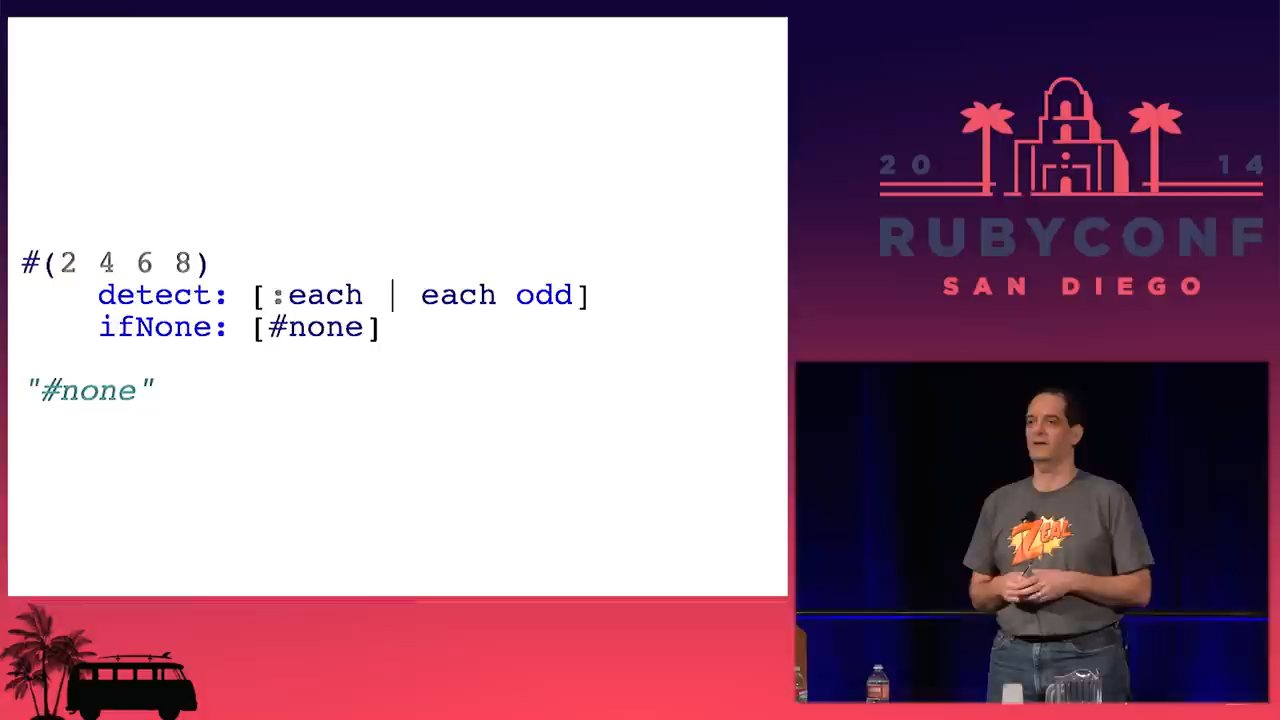 #(2 4 6 8)
detect: [:each | each odd]
ifNone: [#none]
"#none"
20 14
RUBYCONF
SAN DIEGO
ZEAL